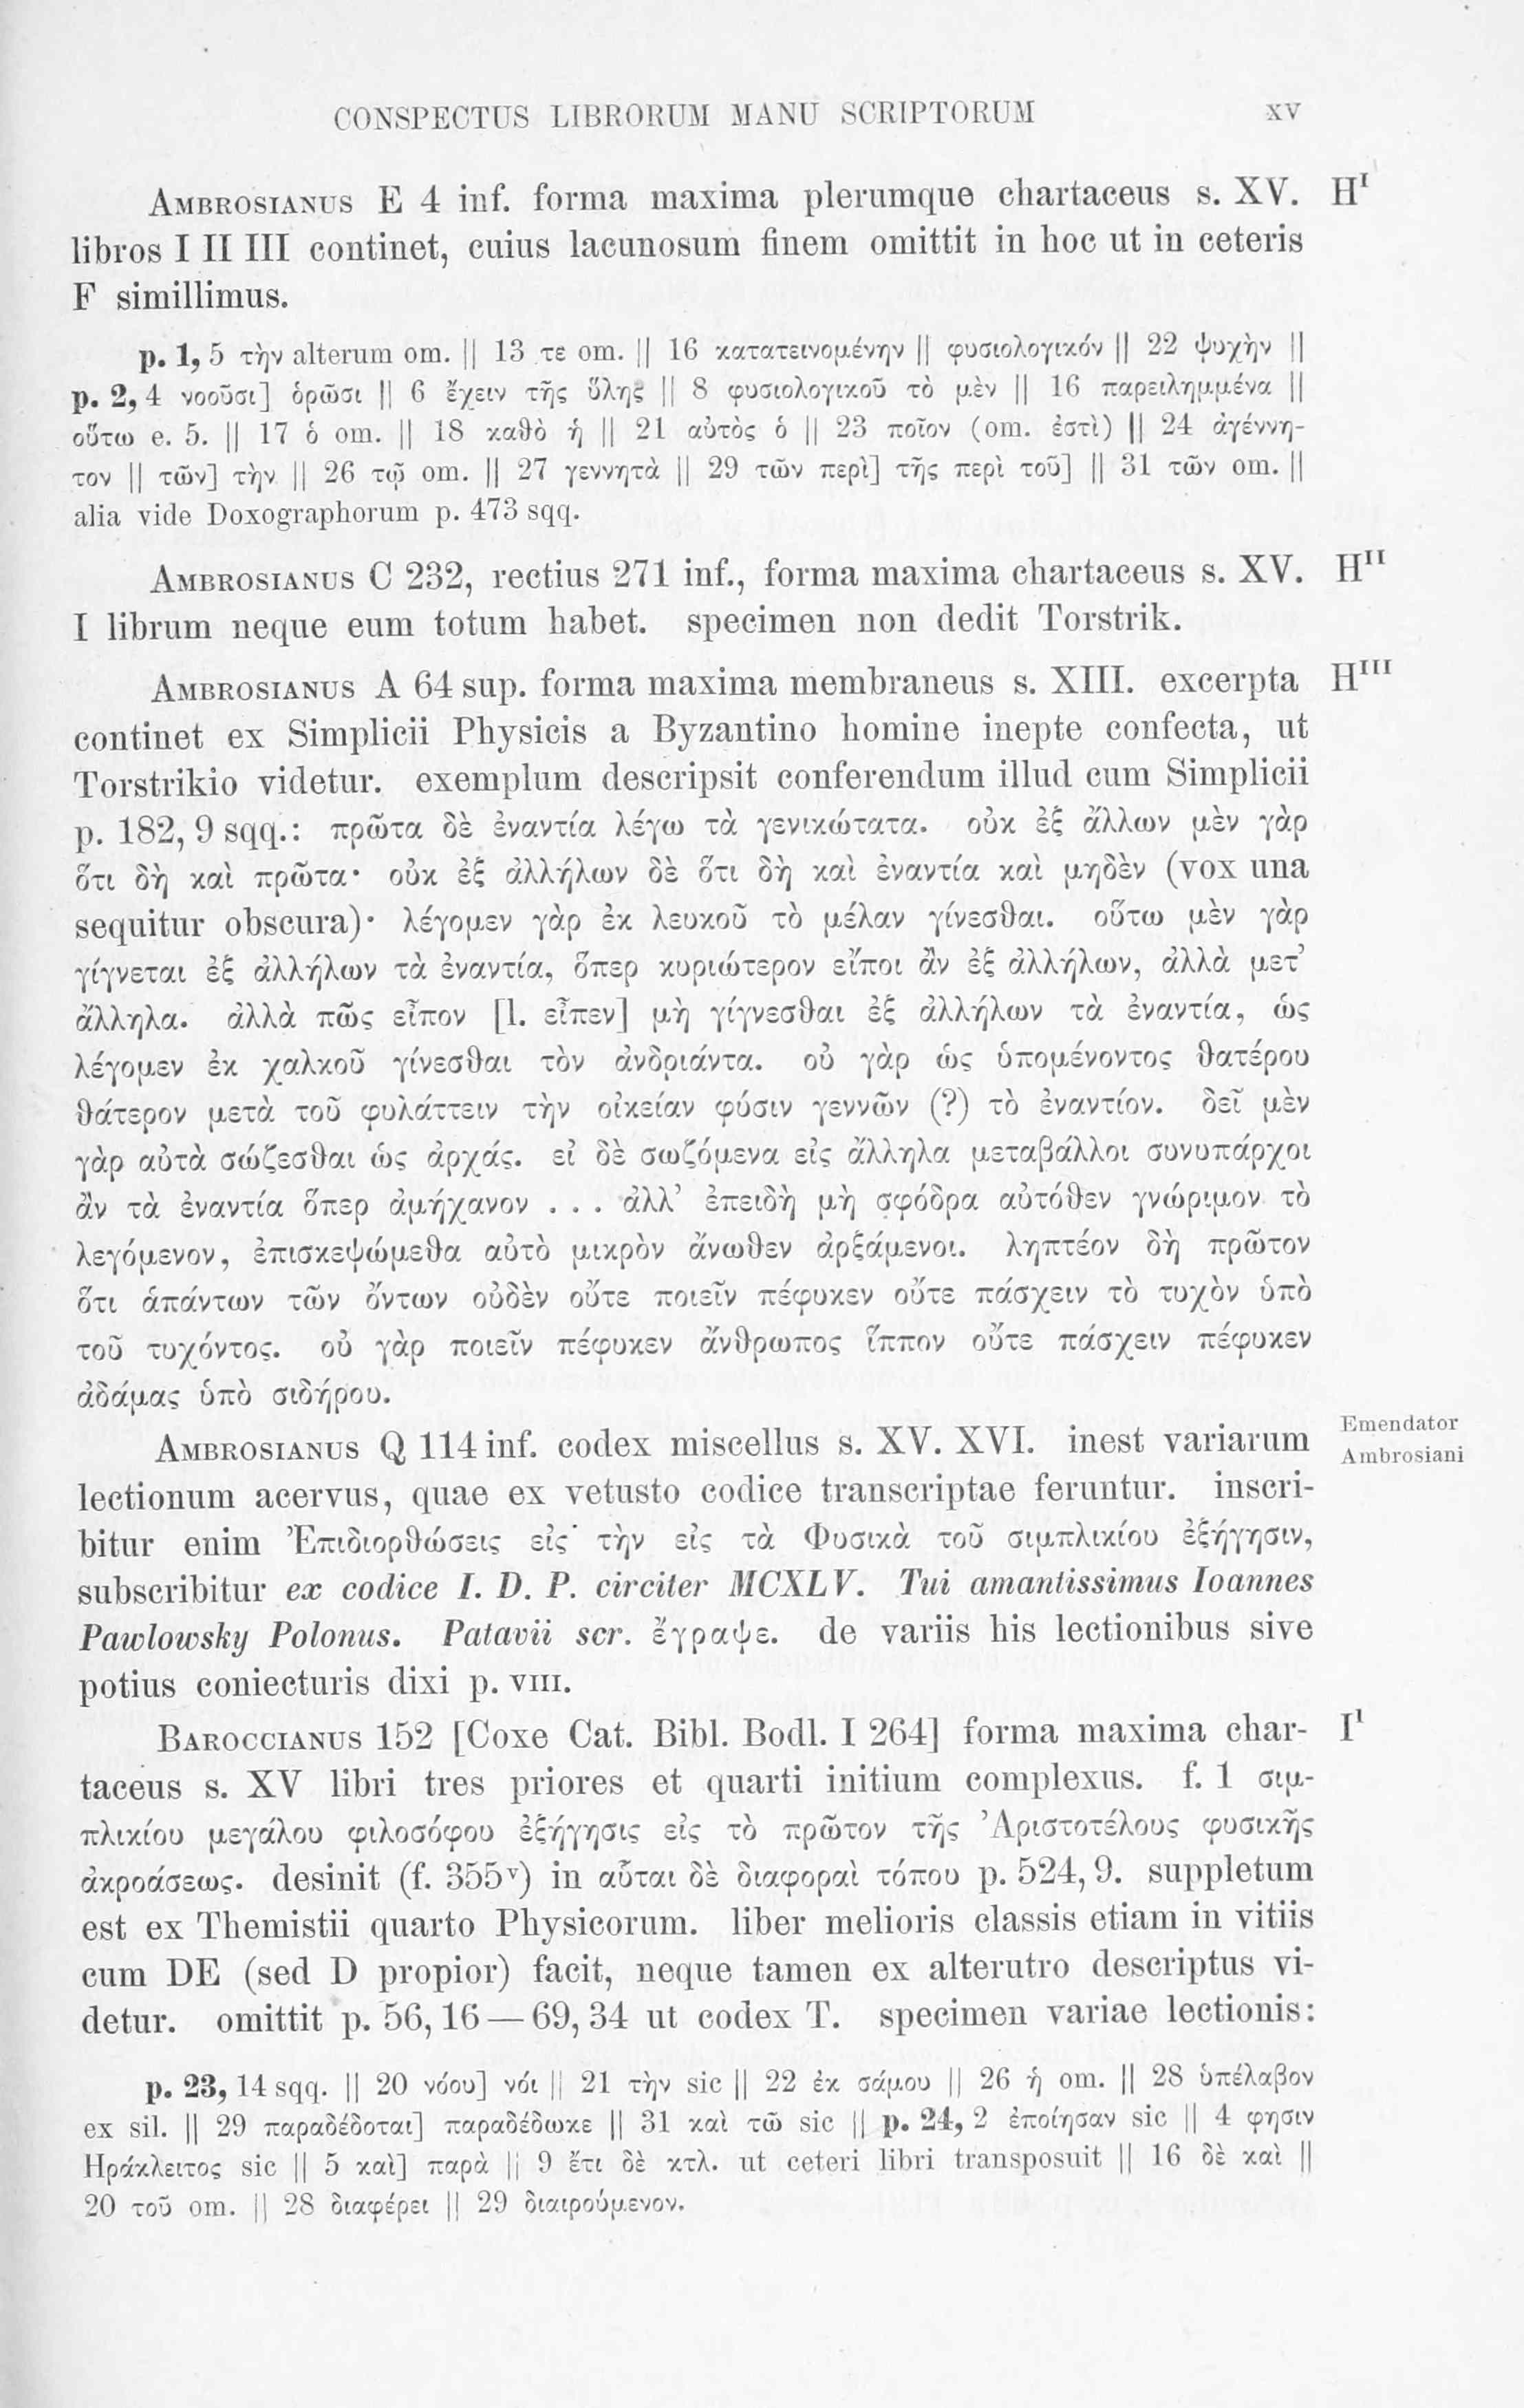 CONSPECTUS LIBRORUM MANU SCRIPTORUM XV
AMBROSIANUS E 4 inf. forma maxima plerumque chartaceus s. XV. H^I
libros I II III continet, cuius lacunosum finem omittit in hoc ut in ceteris
F simillimus.
p. 1, 5 τὴν alterum om. || 13 τε om. || 16 κατατεινομένην || φυσιολογικόν || 22 ψυχὴν ||
p. 2, 4 νοοῦσι] ὁρῶσι || 6 ἔχειν τῆς ὕλης || 8 φυσιολογικοῦ τὸ μὲν || 16 παρειλημμένα ||
οὕτω e. 5. || 17 ὁ om. || 18 καθὸ ἡ || 21 αὐτὸς ὁ || 23 ποῖον (om. ἐστὶ) || 24 ἀγέννη-
τον || τῶν] τὴν || 26 τῷ om. || 27 γεννητὰ || 29 τῶν περὶ] τῆς περὶ τοῦ] || 31 τῶν om. ||
alia vide Doxographorum p. 473 sqq.
AMBROSIANUS C 232, rectius 271 inf., forma maxima chartaceus s. XV. H^II
I librum neque eum totum habet. specimen non dedit Torstrik.
AMBROSIANUS A 64 sup. forma maxima membraneus s. XIII. excerpta H^III
continet ex Simplicii Physicis a Byzantino homine inepte confecta, ut
Torstrikio videtur. exemplum descripsit conferendum illud cum Simplicii
p. 182, 9 sqq.: πρῶτα δὲ ἐναντία λέγω τὰ γενικώτατα. οὐκ ἐξ ἄλλων μὲν γὰρ
ὅτι δὴ καὶ πρῶτα· οὐκ ἐξ ἀλλήλων δὲ ὅτι δὴ καὶ ἐναντία καὶ μηδὲν (vox una
sequitur obscura)· λέγομεν γὰρ ἐκ λευκοῦ τὸ μέλαν γίνεσθαι. οὕτω μὲν γὰρ
γίγνεται ἐξ ἀλλήλων τὰ ἐναντία, ὅπερ κυριώτερον εἴποι ἂν ἐξ ἀλλήλων, ἀλλὰ μετ’
ἄλληλα. ἀλλὰ πῶς εἶπον [l. εἶπεν] μὴ γίγνεσθαι ἐξ ἀλλήλων τὰ ἐναντία, ὡς
λέγομεν ἐκ χαλκοῦ γίνεσθαι τὸν ἀνδριάντα. οὐ γὰρ ὡς ὑπομένοντος θατέρου
θάτερον μετὰ τοῦ φυλάττειν τὴν οἰκείαν φύσιν γεννῶν (?) τὸ ἐναντίον. δεῖ μὲν
γὰρ αὐτὰ σώζεσθαι ὡς ἀρχάς. εἰ δὲ σωζόμενα εἰς ἄλληλα μεταβάλλοι συνυπάρχοι
ἂν τὰ ἐναντία ὅπερ ἀμήχανον . . . ἀλλ’ ἐπειδὴ μὴ σφόδρα αὐτόθεν γνώριμον τὸ
λεγόμενον, ἐπισκεψώμεθα αὐτὸ μικρὸν ἄνωθεν ἀρξάμενοι. ληπτέον δὴ πρῶτον
ὅτι ἁπάντων τῶν ὄντων οὐδὲν οὔτε ποιεῖν πέφυκεν οὔτε πάσχειν τὸ τυχὸν ὑπὸ
τοῦ τυχόντος. οὐ γὰρ ποιεῖν πέφυκεν ἄνθρωπος ἵππον οὔτε πάσχειν πέφυκεν
ἀδάμας ὑπὸ σιδήρου.
AMBROSIANUS Q 114 inf. codex miscellus s. XV. XVI. inest variarum Emendator Ambrosiani
lectionum acervus, quae ex vetusto codice transcriptae feruntur. inscri-
bitur enim Ἐπιδιορθώσεις εἰς τὴν εἰς τὰ Φυσικὰ τοῦ σιμπλικίου ἐξήγησιν,
subscribitur ex codice I. D. P. circiter MCXLV. Tui amantissimus Ioannes
Pawlowsky Polonus. Patavii scr. ἔγραψε. de variis his lectionibus sive
potius coniecturis dixi p. VIII.
BAROCCIANUS 152 [Coxe Cat. Bibl. Bodl. I 264] forma maxima char- I^1
taceus s. XV libri tres priores et quarti initium complexus. f. 1 σιμ-
πλικίου μεγάλου φιλοσόφου ἐξήγησις εἰς τὸ πρῶτον τῆς Ἀριστοτέλους φυσικῆς
ἀκροάσεως. desinit (f. 355^v) in αὗται δὲ διαφοραὶ τόπου p. 524, 9. suppletum
est ex Themistii quarto Physicorum. liber melioris classis etiam in vitiis
cum DE (sed D propior) facit, neque tamen ex alterutro descriptus vi-
detur. omittit p. 56, 16 — 69, 34 ut codex T. specimen variae lectionis:
p. 23, 14 sqq. || 20 νόου] νόι || 21 τὴν sic || 22 ἐκ σάμου || 26 ἡ om. || 28 ὑπέλαβον
ex sil. || 29 παραδέδοται] παραδέδωκε || 31 καὶ τῶ sic || p. 24, 2 ἐποίησαν sic || 4 φησιν
Ηράκλειτος sic || 5 καὶ] παρὰ || 9 ἔτι δὲ κτλ. ut ceteri libri transposuit || 16 δὲ καὶ ||
20 τοῦ om. || 28 διαφέρει || 29 διαιρούμενον.